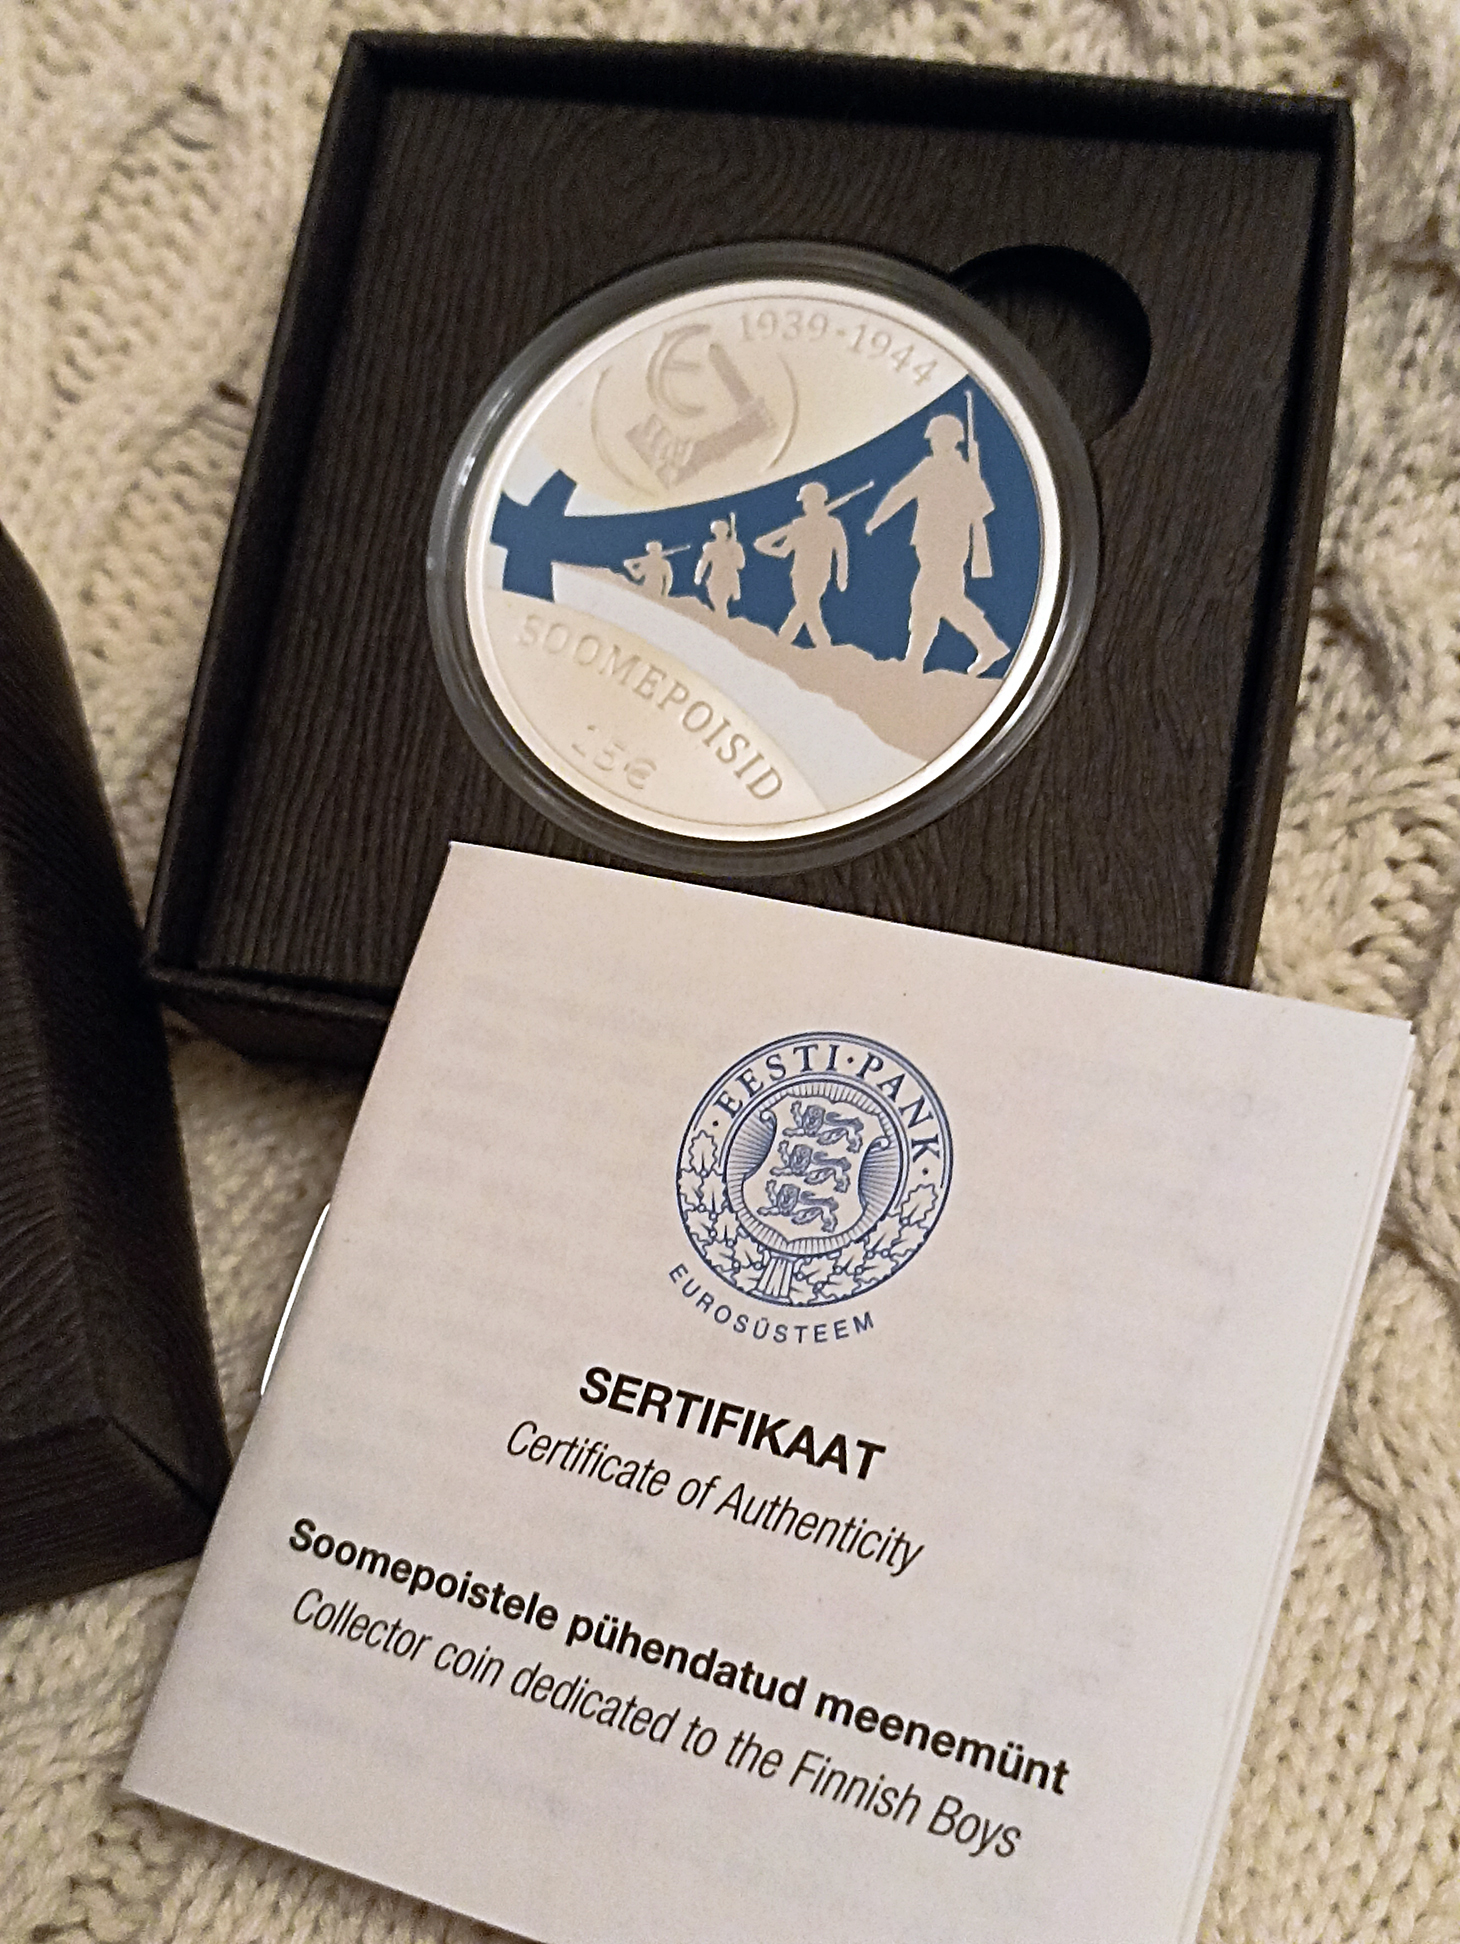 1939-1944
SOOMEPOISID
15€
·EESTI·PANK·
EUROSÜSTEEM
SERTIFIKAAT
Certificate of Authenticity
Soomepoistele pühendatud meenemünt
Collector coin dedicated to the Finnish Boys